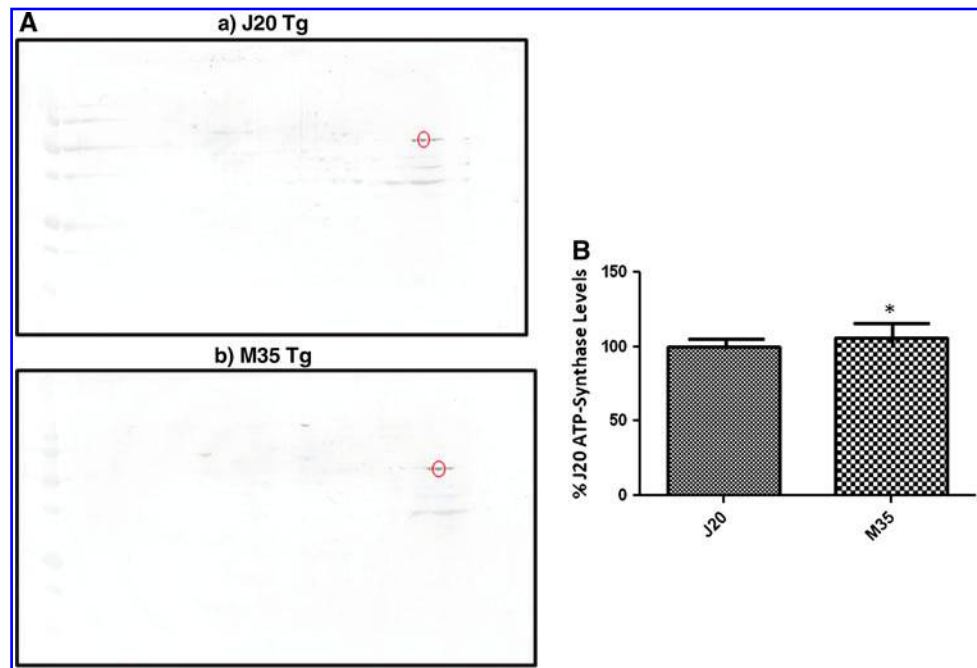 A
a) J20 Tg
b) M35 Tg
B
% J20 ATP-Synthase Levels
150
100
50
0
*
J20
M35